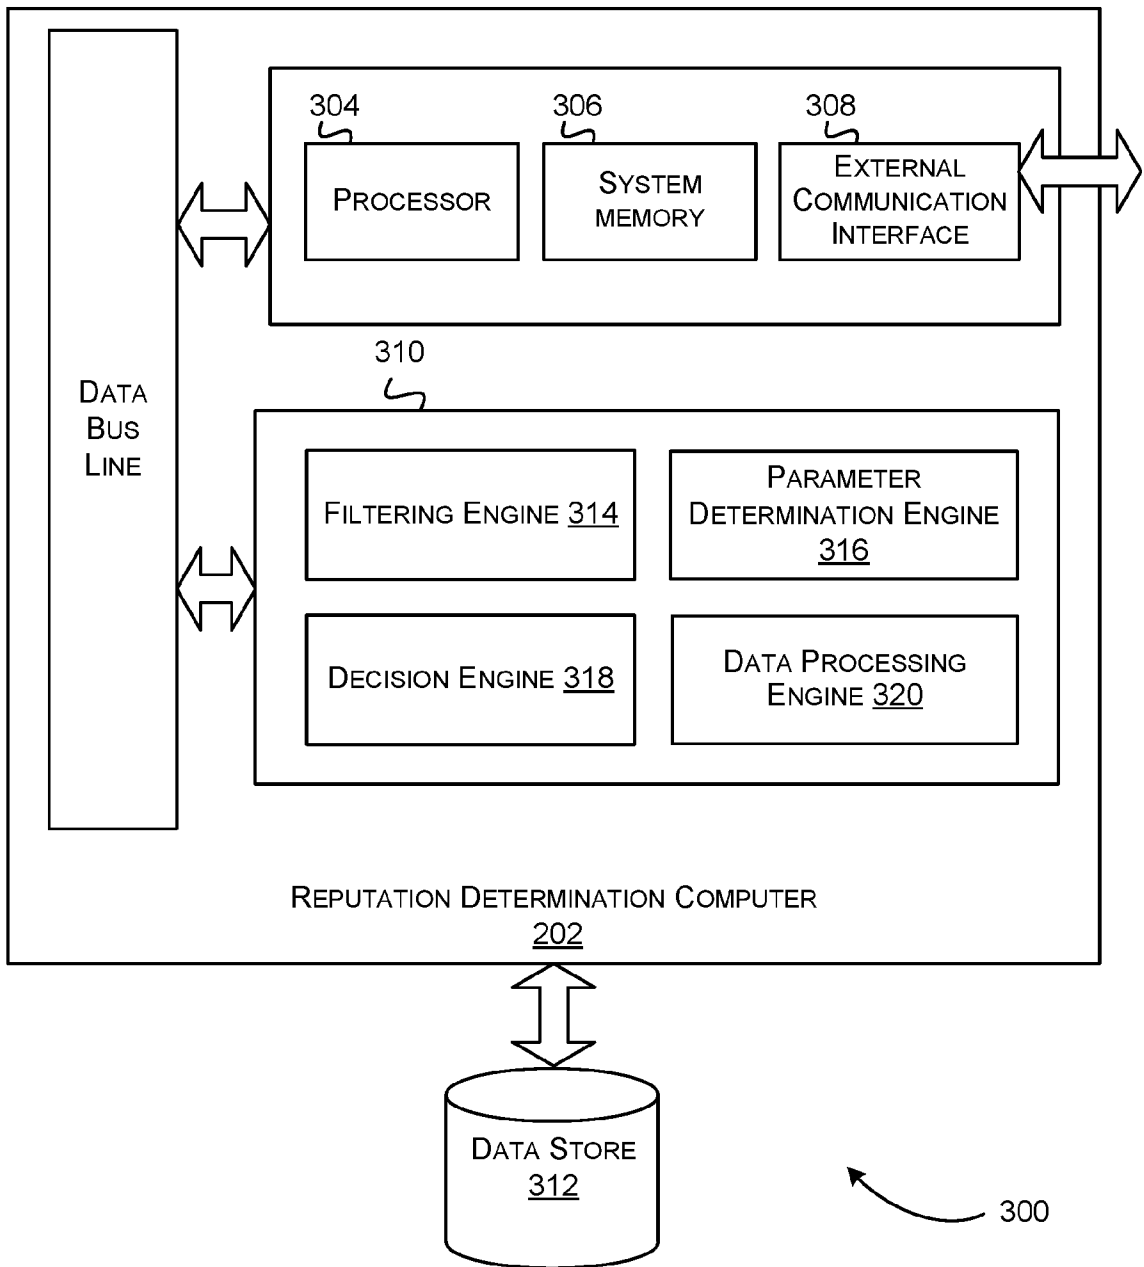 304
306
308
PROCESSOR
SYSTEM
MEMORY
EXTERNAL
COMMUNICATION
INTERFACE
DATA
BUS
LINE
310
FILTERING ENGINE 314
PARAMETER
DETERMINATION ENGINE
316
DECISION ENGINE 318
DATA PROCESSING
ENGINE 320
REPUTATION DETERMINATION COMPUTER
202
DATA STORE
312
300